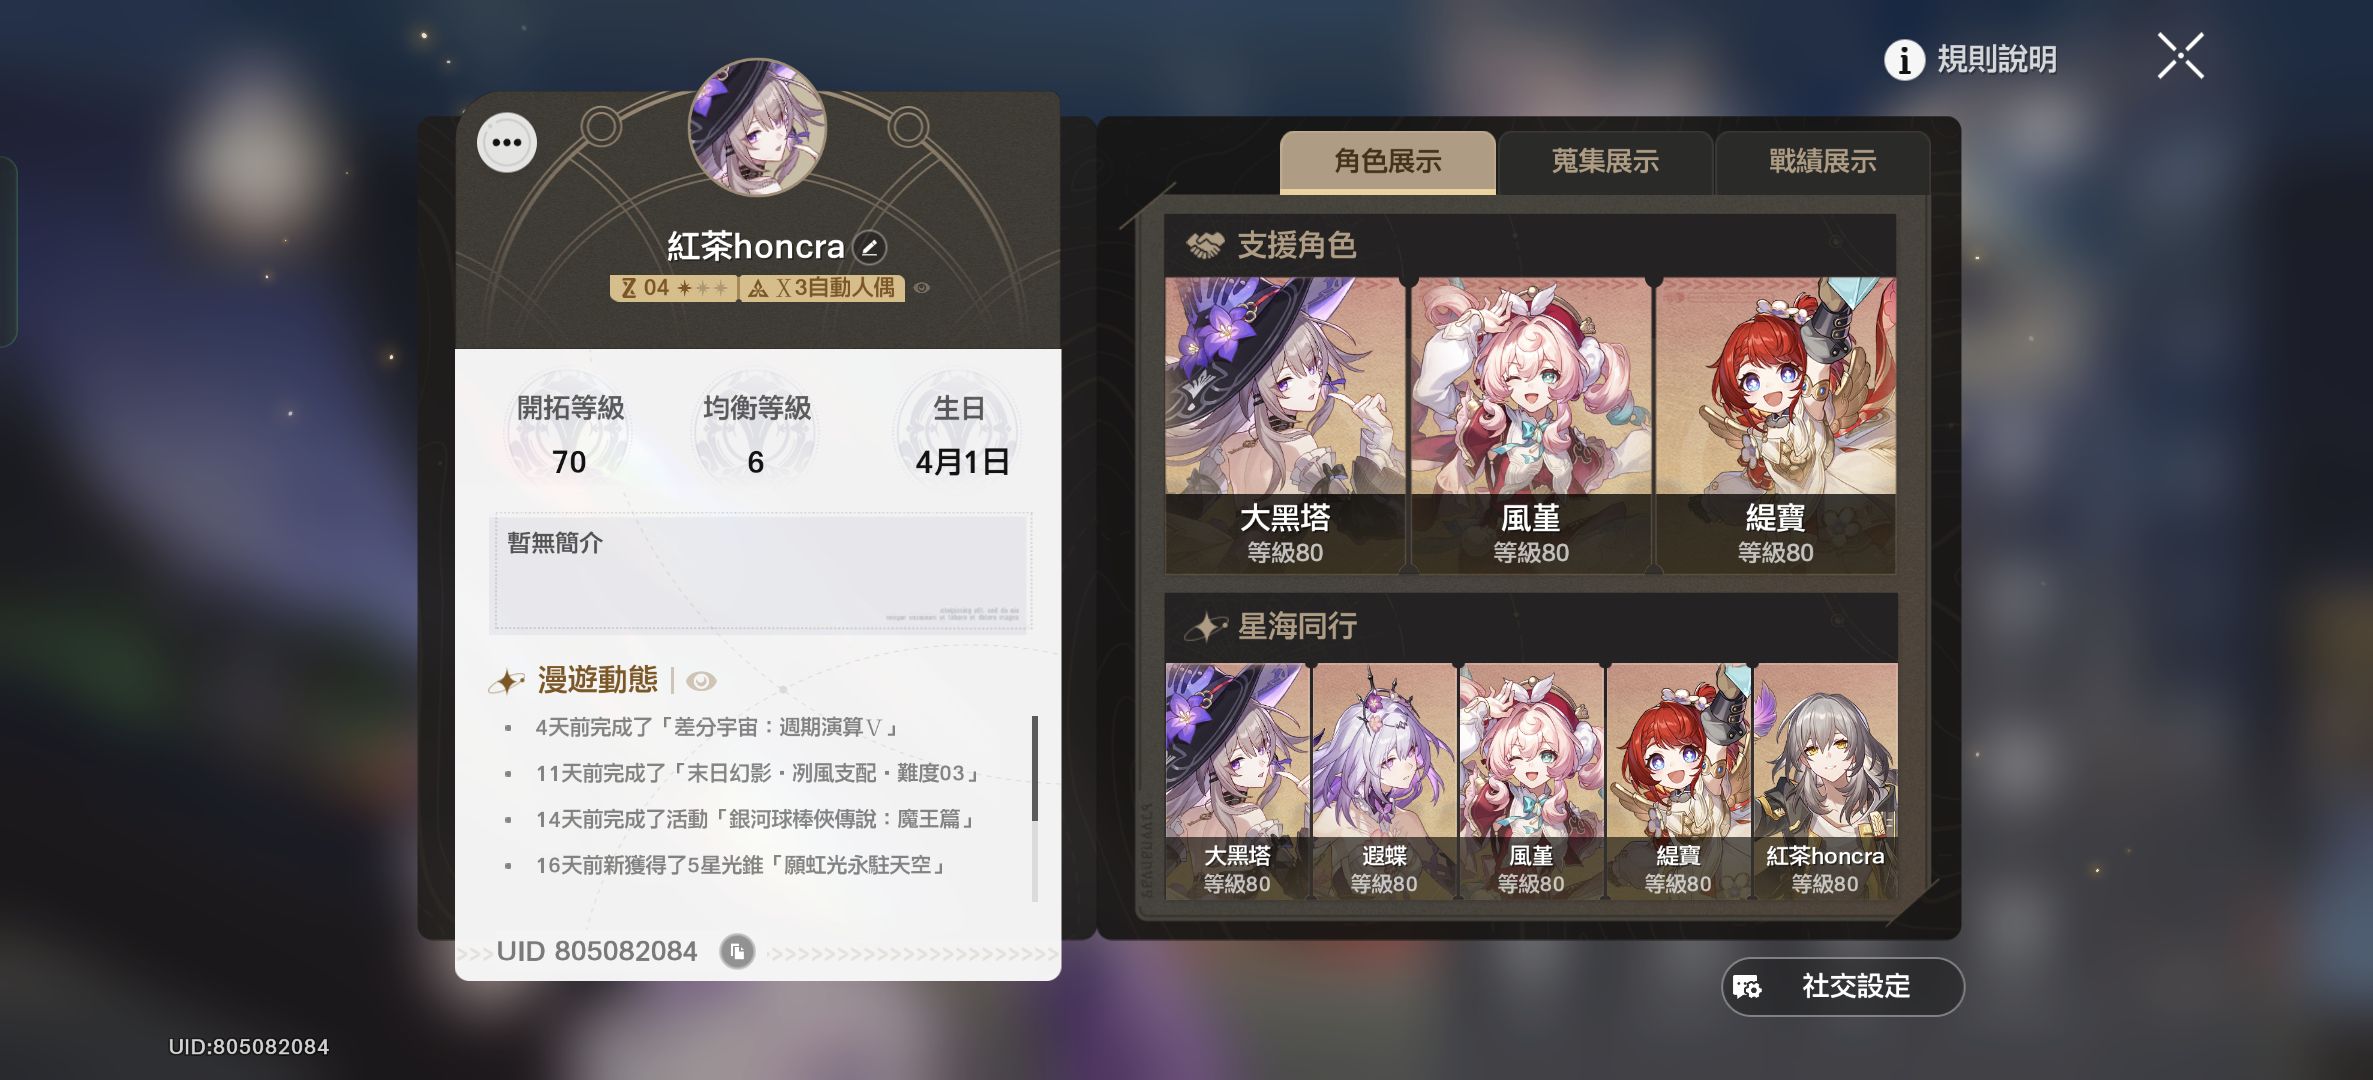 規則說明
紅茶honcra
04
X3自動人偶
開拓等級
70
均衡等級
6
生日
4月1日
暫無簡介
漫遊動態
4天前完成了「差分宇宙：週期演算V」
11天前完成了「末日幻影·冽風支配·難度03」
14天前完成了活動「銀河球棒俠傳說：魔王篇」
16天前新獲得了5星光錐「願虹光永駐天空」
UID 805082084
角色展示
蒐集展示
戰績展示
支援角色
大黑塔
等級80
風堇
等級80
緹寶
等級80
星海同行
大黑塔
等級80
遐蝶
等級80
風堇
等級80
緹寶
等級80
紅茶honcra
等級80
社交設定
UID:805082084